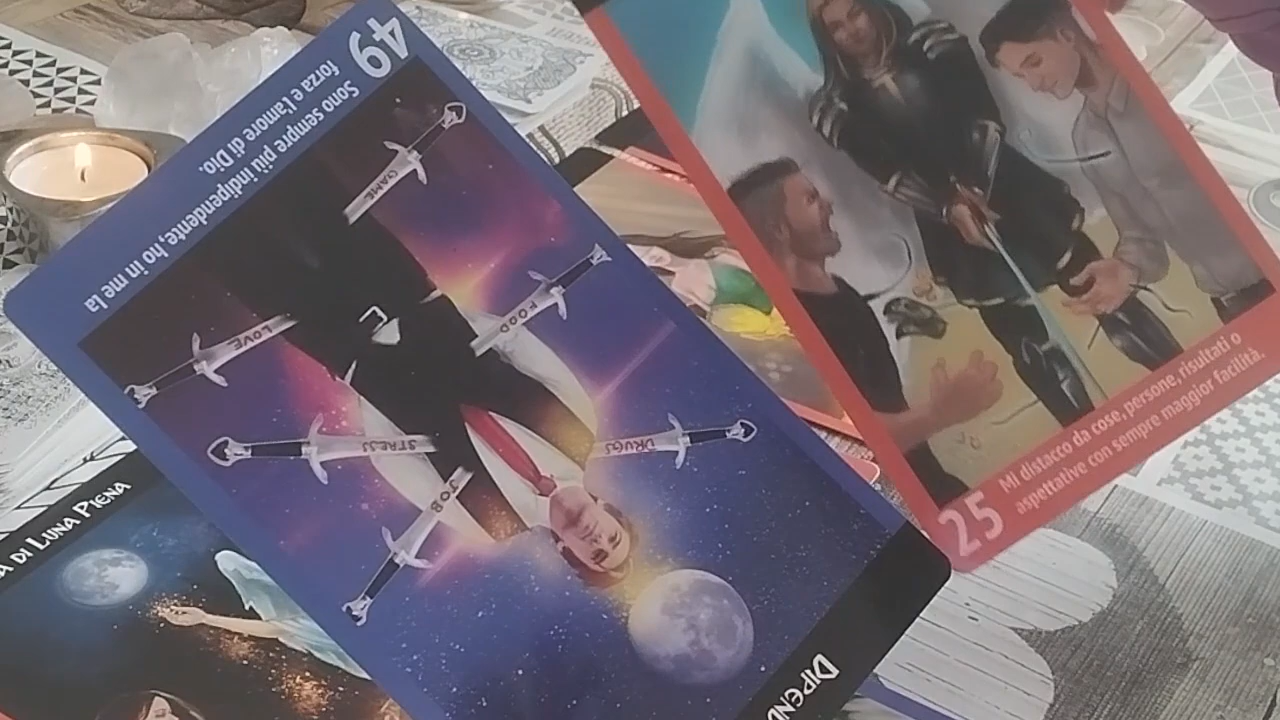 49
Sono sempre più indipendente, ho in me la
forza e l'amore di Dio.
GAME
FOOD
LOVE
STRESS
DRUGS
JOB
DIPEND
25
Mi distacco da cose, persone, risultati o
aspettative con sempre maggior facilità.
A DI LUNA PIENA